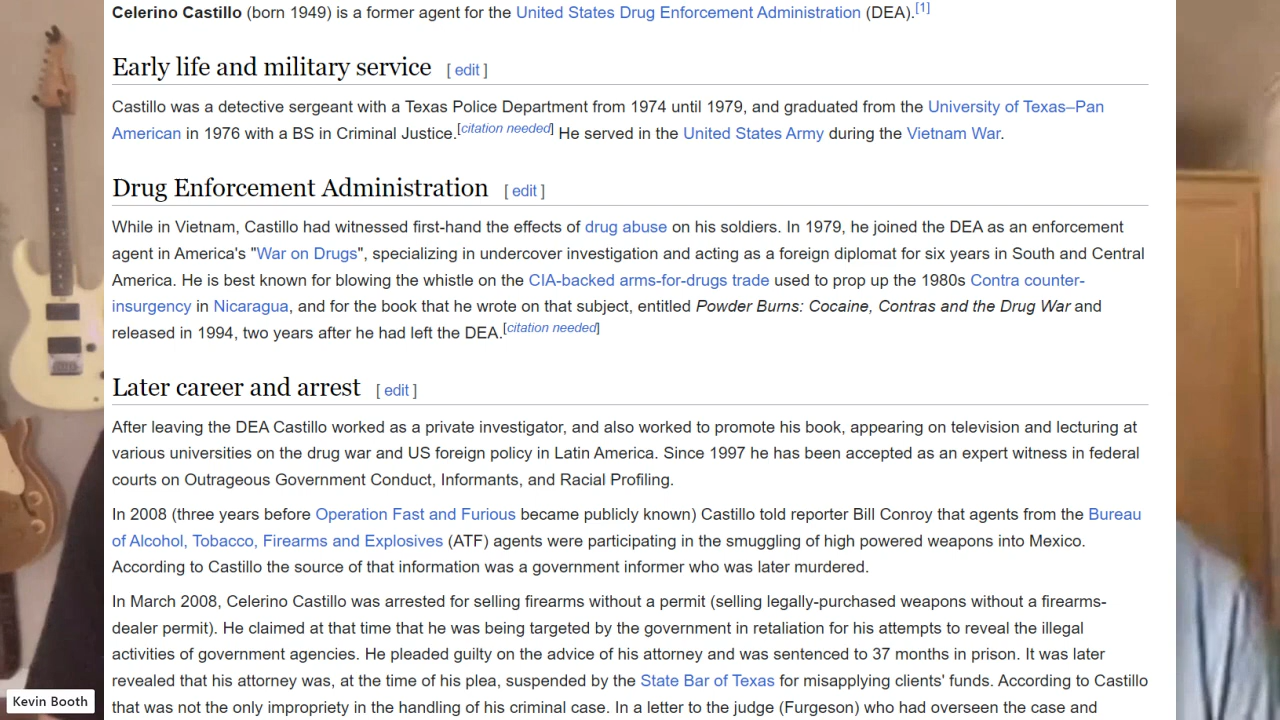 Celerino Castillo (born 1949) is a former agent for the United States Drug Enforcement Administration (DEA).[1]
Early life and military service [ edit ]
Castillo was a detective sergeant with a Texas Police Department from 1974 until 1979, and graduated from the University of Texas–Pan
American in 1976 with a BS in Criminal Justice.[citation needed] He served in the United States Army during the Vietnam War.
Drug Enforcement Administration [ edit ]
While in Vietnam, Castillo had witnessed first-hand the effects of drug abuse on his soldiers. In 1979, he joined the DEA as an enforcement
agent in America's "War on Drugs", specializing in undercover investigation and acting as a foreign diplomat for six years in South and Central
America. He is best known for blowing the whistle on the CIA-backed arms-for-drugs trade used to prop up the 1980s Contra counter-
insurgency in Nicaragua, and for the book that he wrote on that subject, entitled Powder Burns: Cocaine, Contras and the Drug War and
released in 1994, two years after he had left the DEA.[citation needed]
Later career and arrest [ edit ]
After leaving the DEA Castillo worked as a private investigator, and also worked to promote his book, appearing on television and lecturing at
various universities on the drug war and US foreign policy in Latin America. Since 1997 he has been accepted as an expert witness in federal
courts on Outrageous Government Conduct, Informants, and Racial Profiling.
In 2008 (three years before Operation Fast and Furious became publicly known) Castillo told reporter Bill Conroy that agents from the Bureau
of Alcohol, Tobacco, Firearms and Explosives (ATF) agents were participating in the smuggling of high powered weapons into Mexico.
According to Castillo the source of that information was a government informer who was later murdered.
In March 2008, Celerino Castillo was arrested for selling firearms without a permit (selling legally-purchased weapons without a firearms-
dealer permit). He claimed at that time that he was being targeted by the government in retaliation for his attempts to reveal the illegal
activities of government agencies. He pleaded guilty on the advice of his attorney and was sentenced to 37 months in prison. It was later
revealed that his attorney was, at the time of his plea, suspended by the State Bar of Texas for misapplying clients' funds. According to Castillo
that was not the only impropriety in the handling of his criminal case. In a letter to the judge (Furgeson) who had overseen the case and
Kevin Booth